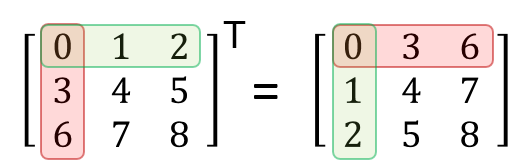 [0 1 2]T [0 3 6]
[3 4 5] = [1 4 7]
[6 7 8] [2 5 8]